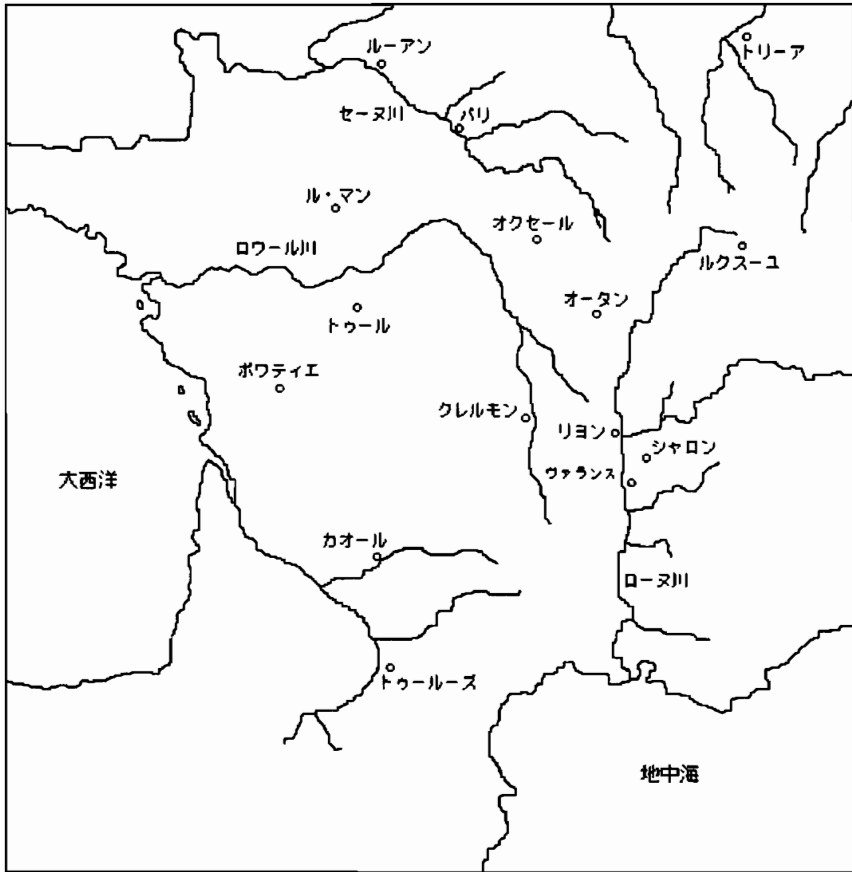 ルーアン
トリーア
セーヌ川
パリ
ル・マン
オクセール
ロワール川
ルクスーユ
トゥール
オータン
ポワティエ
クレルモン
リヨン
シャロン
大西洋
ヴァランス
カオール
ローヌ川
トゥールーズ
地中海